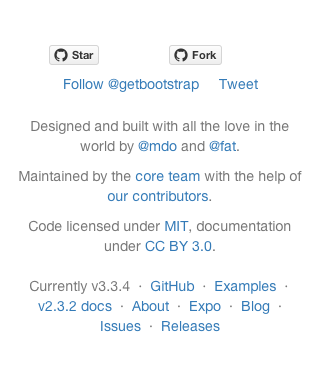 Star Fork
Follow @getbootstrap Tweet
Designed and built with all the love in the
world by @mdo and @fat.
Maintained by the core team with the help of
our contributors.
Code licensed under MIT, documentation
under CC BY 3.0.
Currently v3.3.4 · GitHub · Examples ·
v2.3.2 docs · About · Expo · Blog ·
Issues · Releases